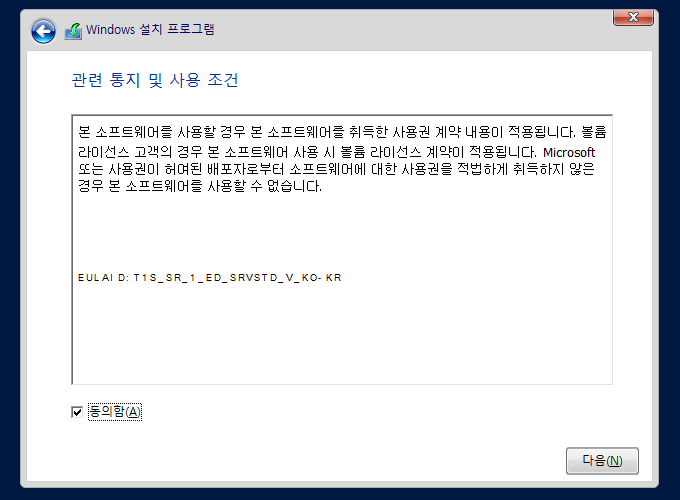 Windows 설치 프로그램
관련 통지 및 사용 조건
본 소프트웨어를 사용할 경우 본 소프트웨어를 취득한 사용권 계약 내용이 적용됩니다. 볼륨
라이선스 고객의 경우 본 소프트웨어 사용 시 볼륨 라이선스 계약이 적용됩니다. Microsoft
또는 사용권이 허여된 배포자로부터 소프트웨어에 대한 사용권을 적법하게 취득하지 않은
경우 본 소프트웨어를 사용할 수 없습니다.
EULAID: T1S_SR_1_ED_SRVSTD_V_KO-KR
동의함(A)
다음(N)